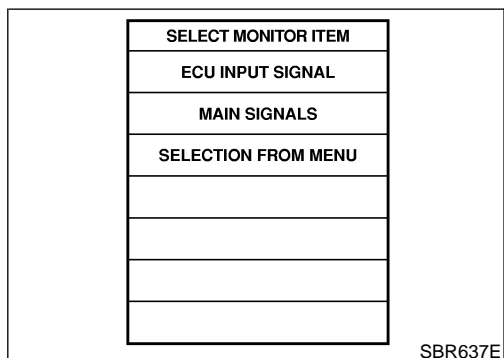 SELECT MONITOR ITEM
ECU INPUT SIGNAL
MAIN SIGNALS
SELECTION FROM MENU
SBR637E